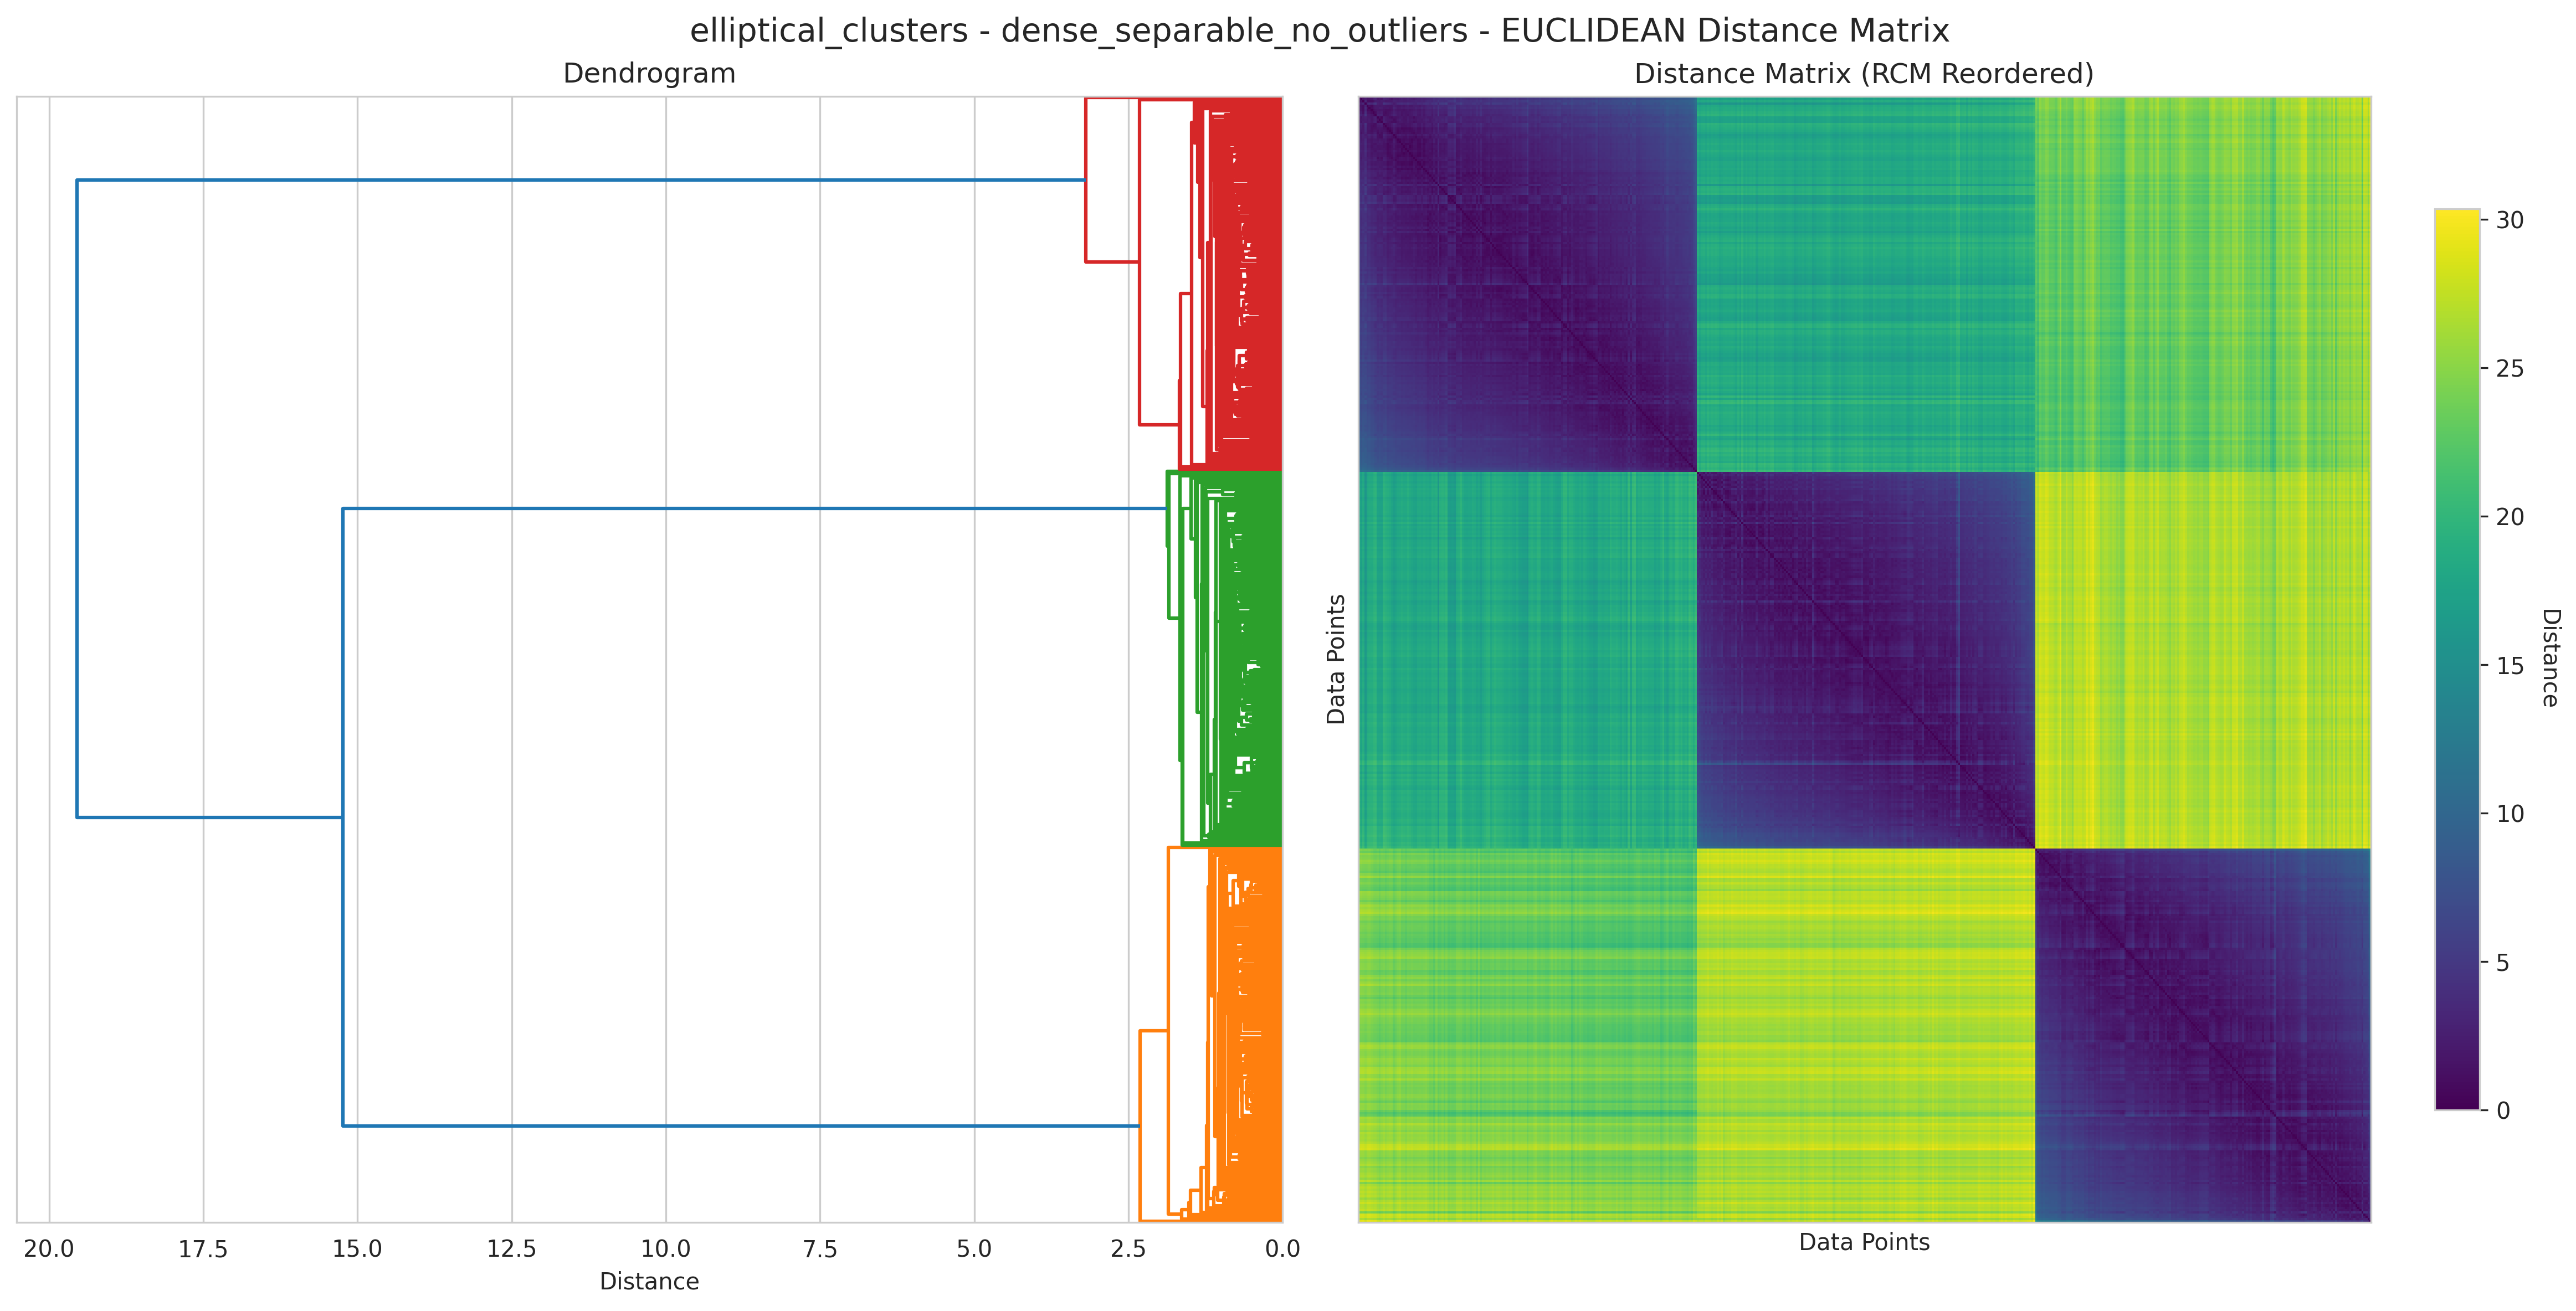 elliptical_clusters - dense_separable_no_outliers - EUCLIDEAN Distance Matrix
Dendrogram
Distance Matrix (RCM Reordered)
20.0 17.5 15.0 12.5 10.0 7.5 5.0 2.5 0.0
Distance
Data Points
Data Points
30
25
20
15
10
5
0
Distance